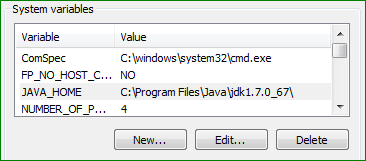 System variables
Variable Value
ComSpec C:\windows\system32\cmd.exe
FP_NO_HOST_C... NO
JAVA_HOME C:\Program Files\Java\jdk1.7.0_67\
NUMBER_OF_P... 4
New... Edit... Delete